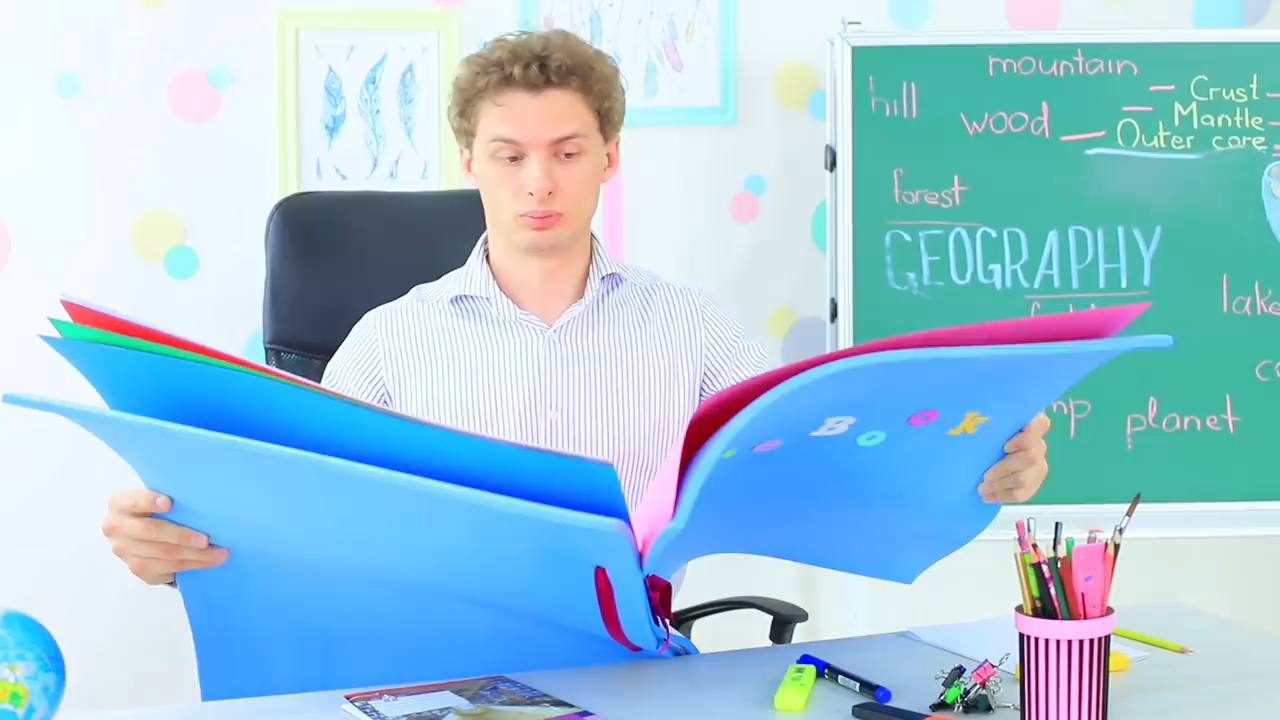 mountain
hill
wood
Crust
Mantle
Outer core
forest
GEOGRAPHY
lake
planet
e Book